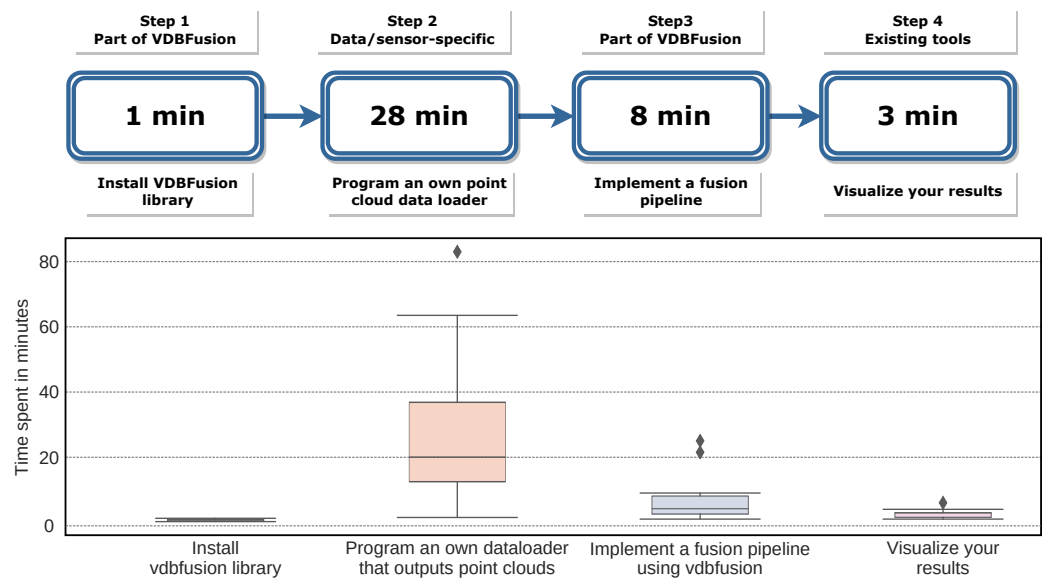 Step 1
Part of VDBFusion
Step 2
Data/sensor-specific
Step3
Part of VDBFusion
Step 4
Existing tools
1 min
28 min
8 min
3 min
Install VDBFusion
library
Program an own point
cloud data loader
Implement a fusion
pipeline
Visualize your results
Time spent in minutes
80
60
40
20
0
Install
vdbfusion library
Program an own dataloader
that outputs point clouds
Implement a fusion pipeline
using vdbfusion
Visualize your
results